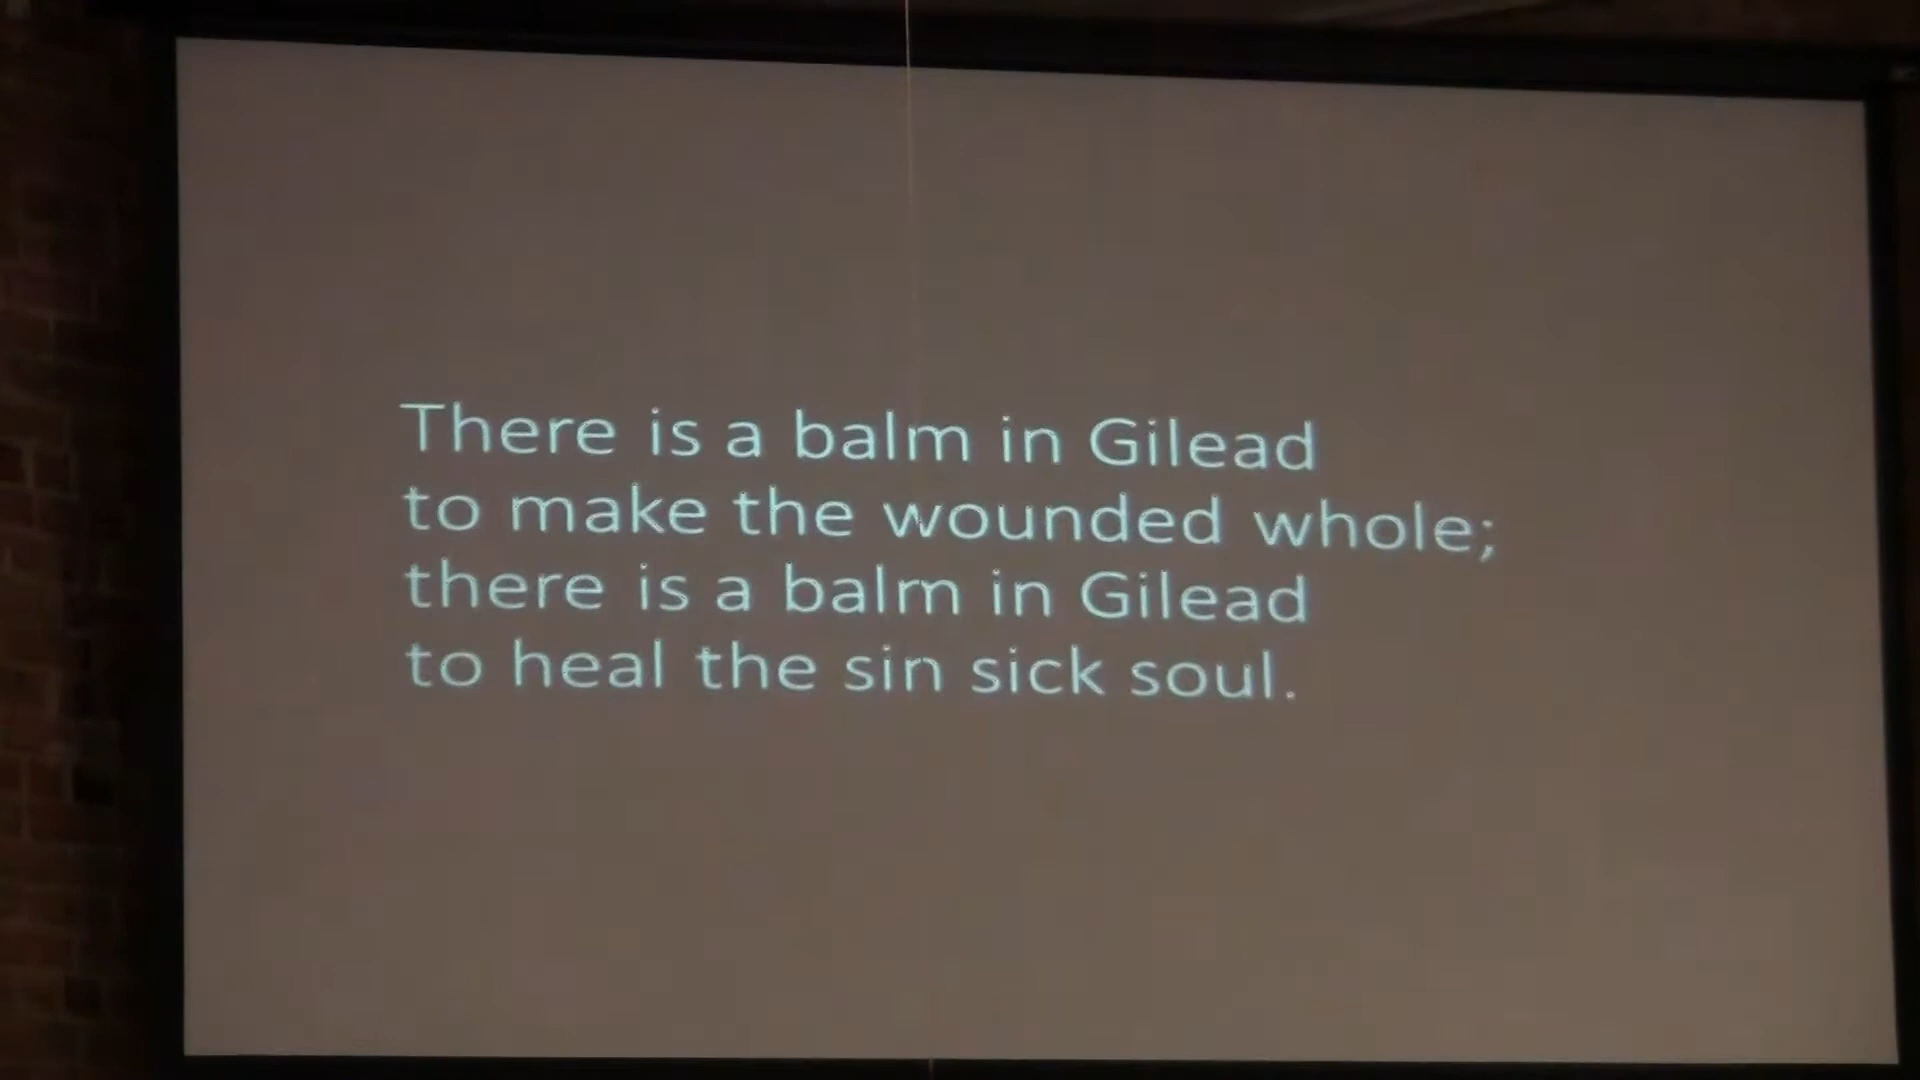 There is a balm in Gilead
to make the wounded whole;
there is a balm in Gilead
to heal the sin sick soul.